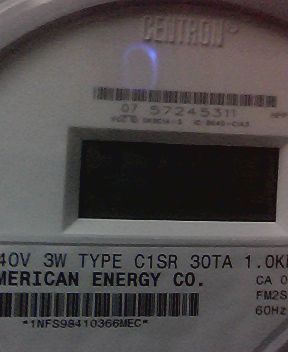 CENTRON
07 57245311
40V 3W TYPE C1SR 30TA 1.0K
MERICAN ENERGY CO.
CA 0
FM2S
60Hz
*1NFS98410366MEC*